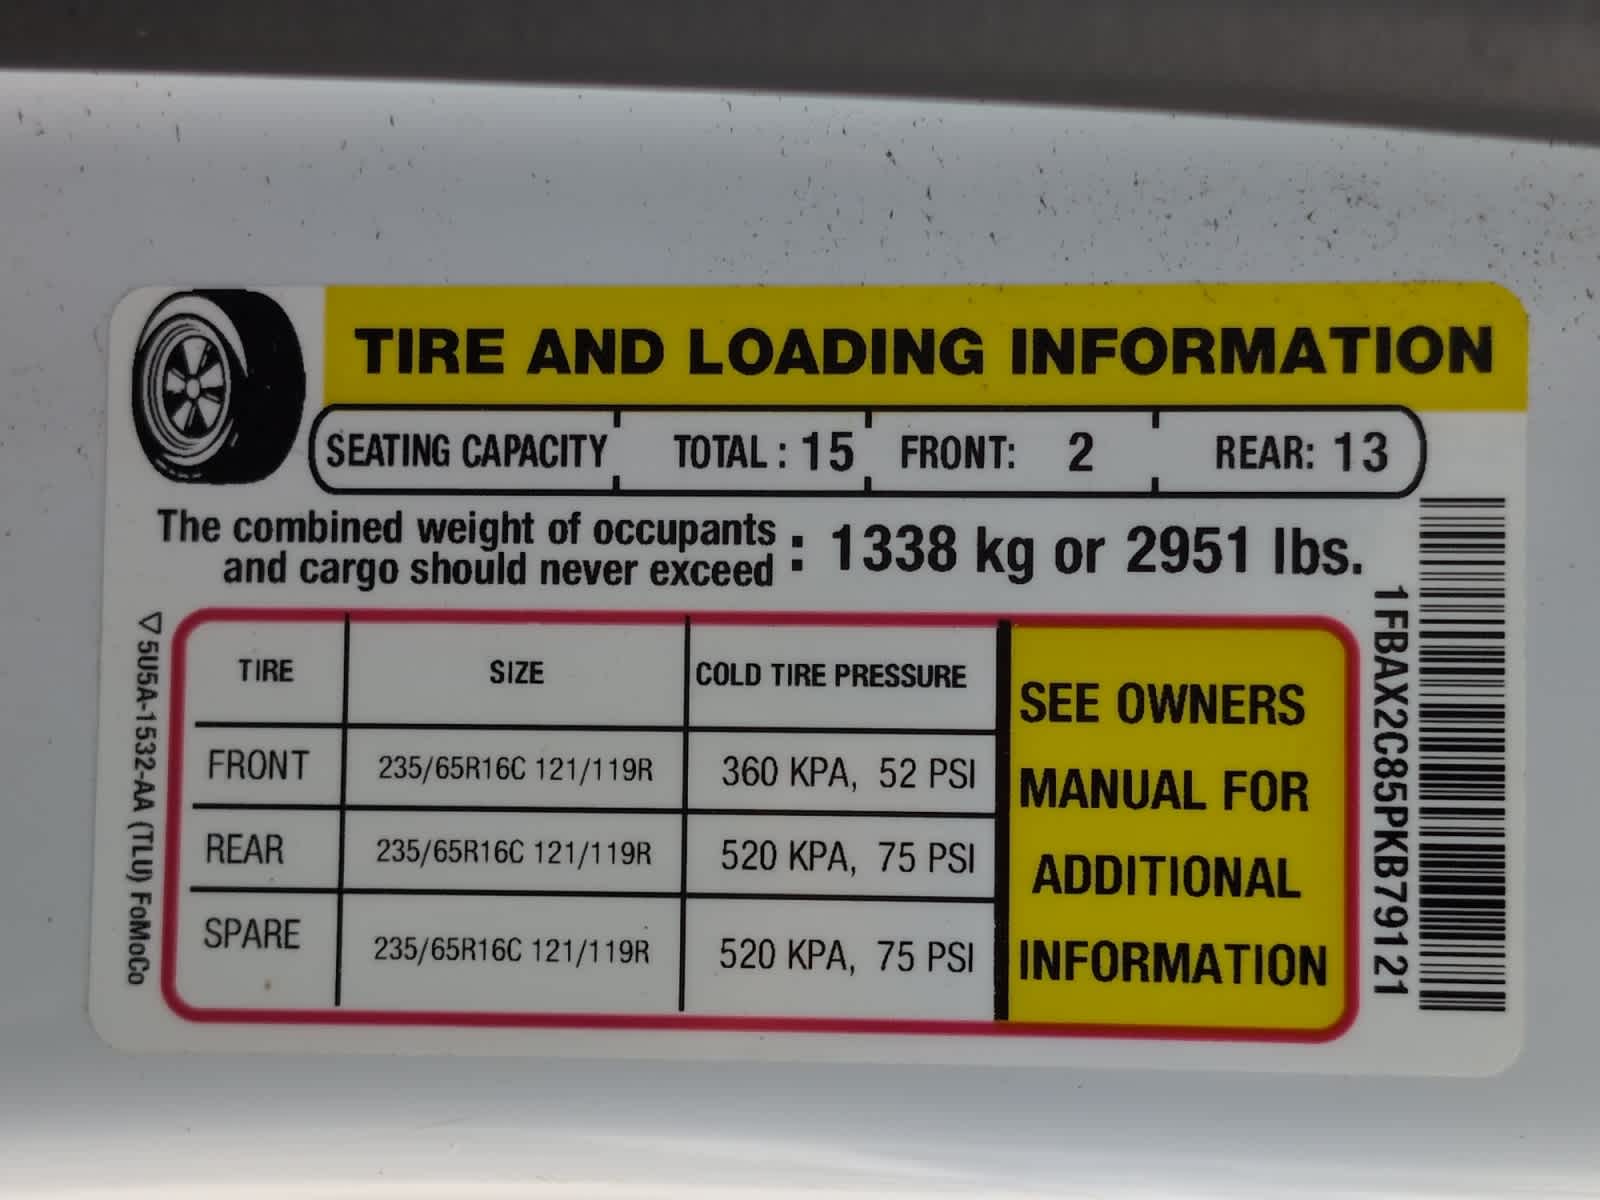 TIRE AND LOADING INFORMATION
SEATING CAPACITY TOTAL : 15 FRONT: 2 REAR: 13
The combined weight of occupants
and cargo should never exceed : 1338 kg or 2951 lbs.
TIRE SIZE COLD TIRE PRESSURE
FRONT 235/65R16C 121/119R 360 KPA, 52 PSI
REAR 235/65R16C 121/119R 520 KPA, 75 PSI
SPARE 235/65R16C 121/119R 520 KPA, 75 PSI
SEE OWNERS
MANUAL FOR
ADDITIONAL
INFORMATION
1FBAX2C85PKB79121
5U5A-1532-AA (TLU) FoMoCo